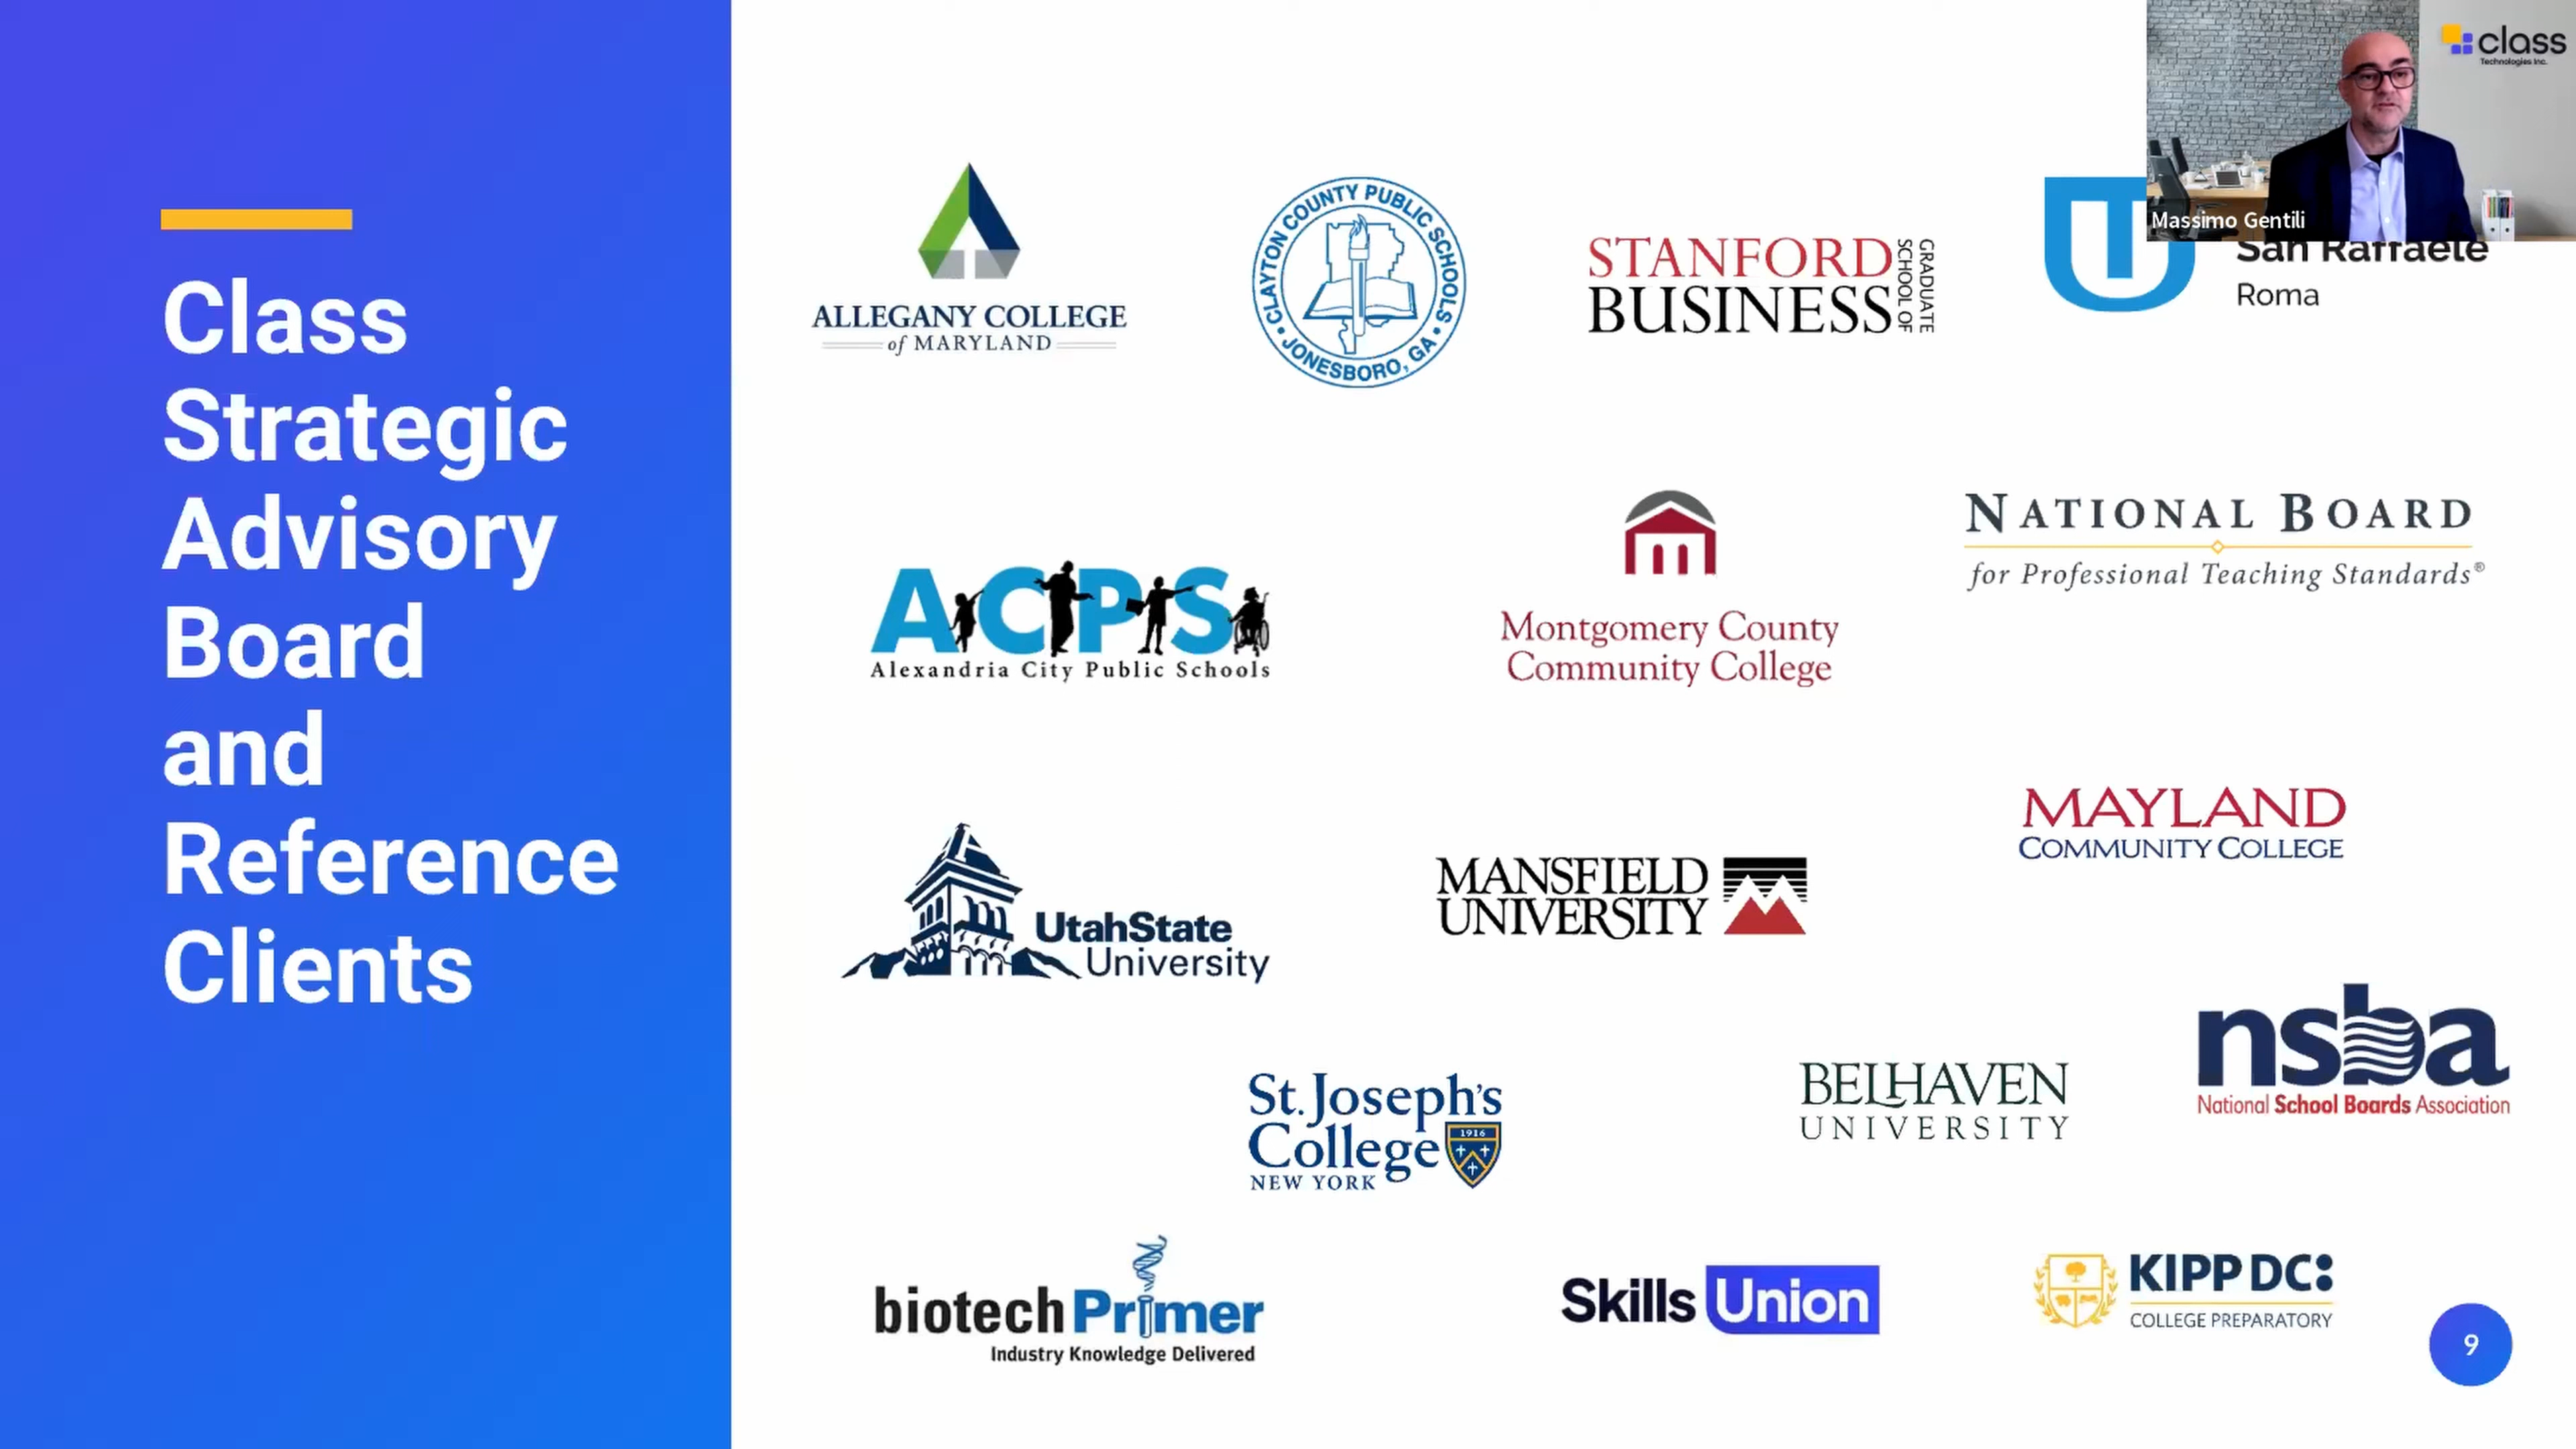 Class
Strategic
Advisory
Board
and
Reference
Clients
ALLEGANY COLLEGE
of MARYLAND
CLAYTON COUNTY PUBLIC SCHOOLS
JONESBORO, GA
STANFORD
BUSINESS
GRADUATE
SCHOOL OF
San Raffaele
Roma
class
Technologies Inc.
Massimo Gentili
ACPS
Alexandria City Public Schools
Montgomery County
Community College
NATIONAL BOARD
for Professional Teaching Standards®
UtahState
University
MANSFIELD
UNIVERSITY
MAYLAND
COMMUNITY COLLEGE
St. Joseph's
College
1916
NEW YORK
BELHAVEN
UNIVERSITY
nsba
National School Boards Association
biotech Primer
Industry Knowledge Delivered
Skills Union
KIPP DC:
COLLEGE PREPARATORY
9